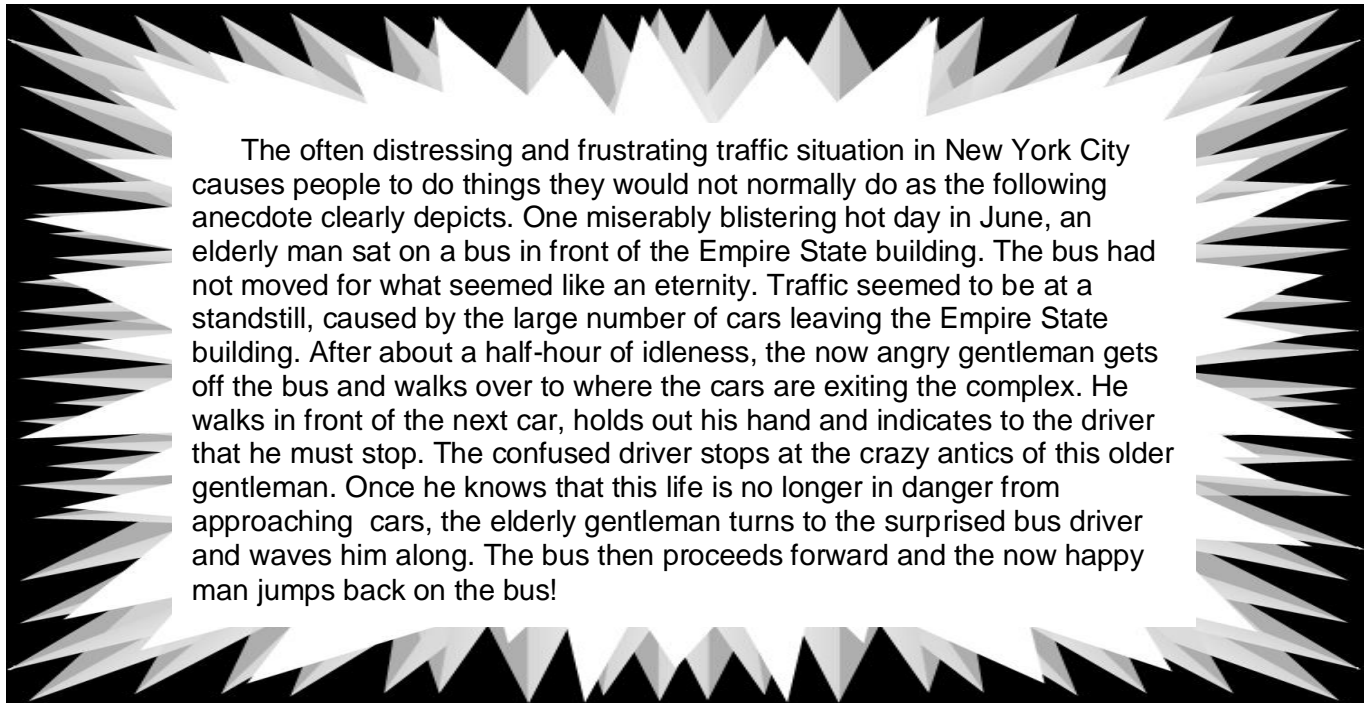 The often distressing and frustrating traffic situation in New York City
causes people to do things they would not normally do as the following
anecdote clearly depicts. One miserably blistering hot day in June, an
elderly man sat on a bus in front of the Empire State building. The bus had
not moved for what seemed like an eternity. Traffic seemed to be at a
standstill, caused by the large number of cars leaving the Empire State
building. After about a half-hour of idleness, the now angry gentleman gets
off the bus and walks over to where the cars are exiting the complex. He
walks in front of the next car, holds out his hand and indicates to the driver
that he must stop. The confused driver stops at the crazy antics of this older
gentleman. Once he knows that this life is no longer in danger from
approaching  cars, the elderly gentleman turns to the surprised bus driver
and waves him along. The bus then proceeds forward and the now happy
man jumps back on the bus!